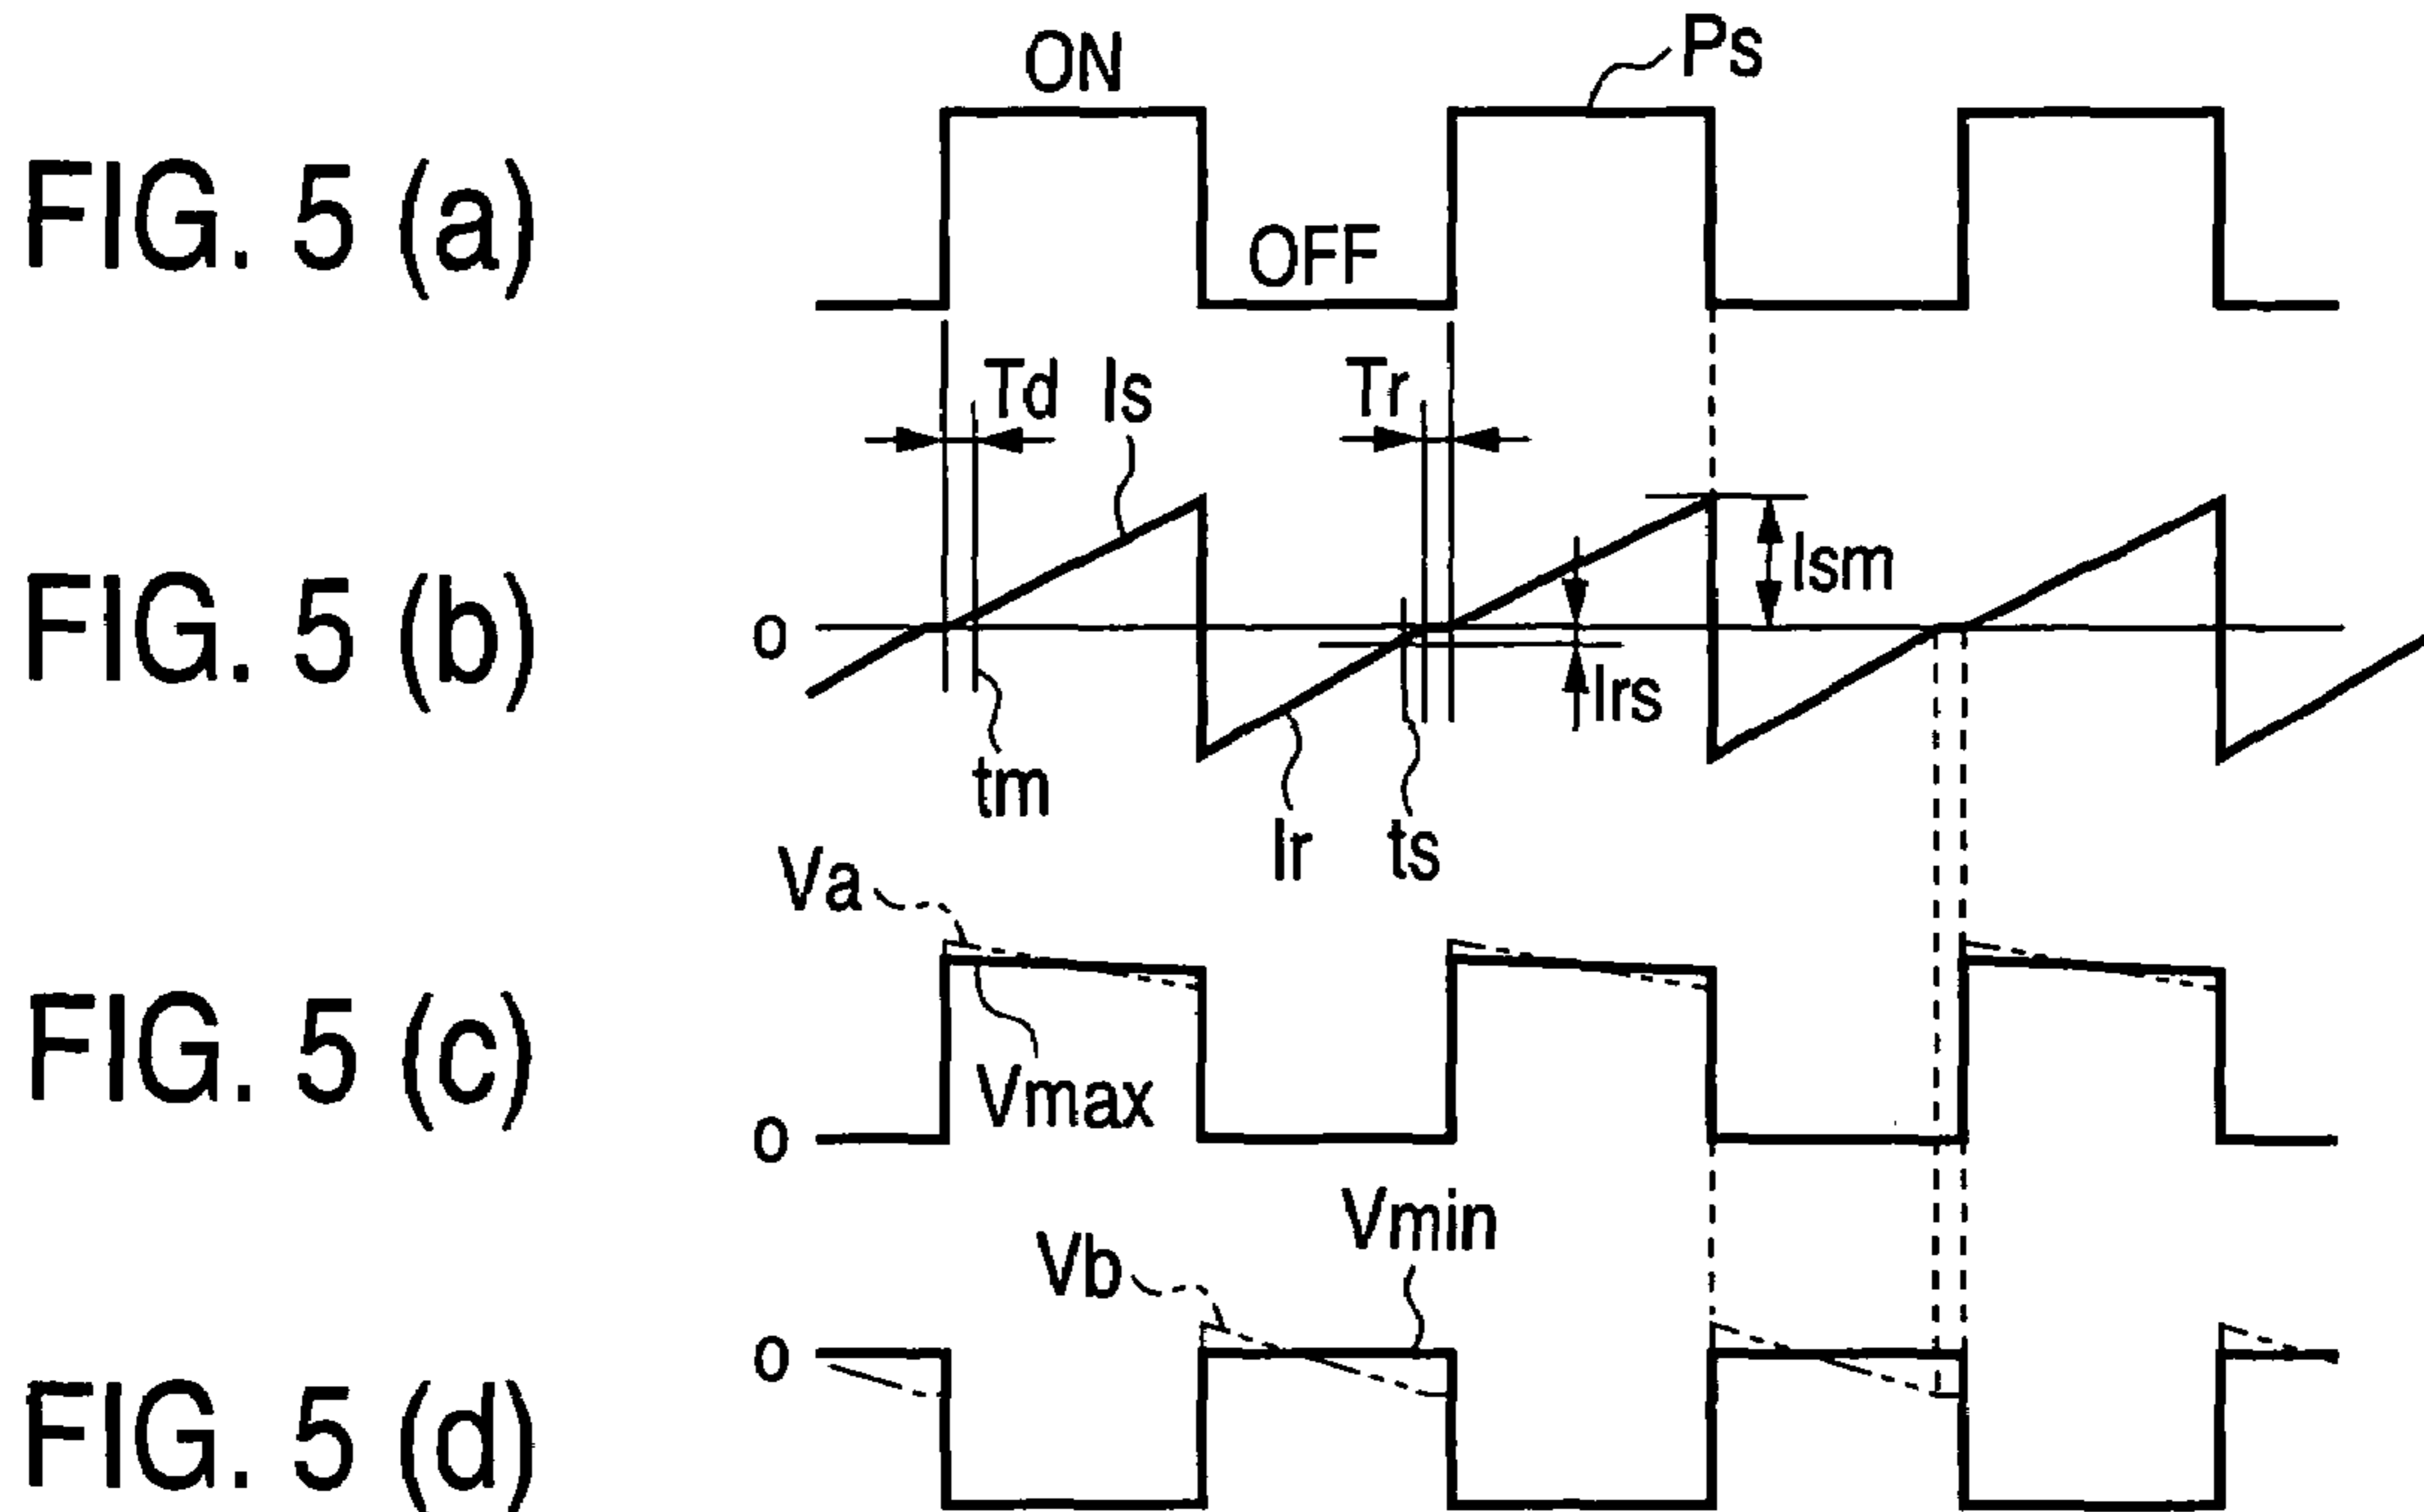 FIG. 5 (a)
ON
OFF
Ps
FIG. 5 (b)
Td
Is
Tr
Ism
o
Irs
tm
Ir
ts
FIG. 5 (c)
Va
Vmax
o
FIG. 5 (d)
Vb
Vmin
o